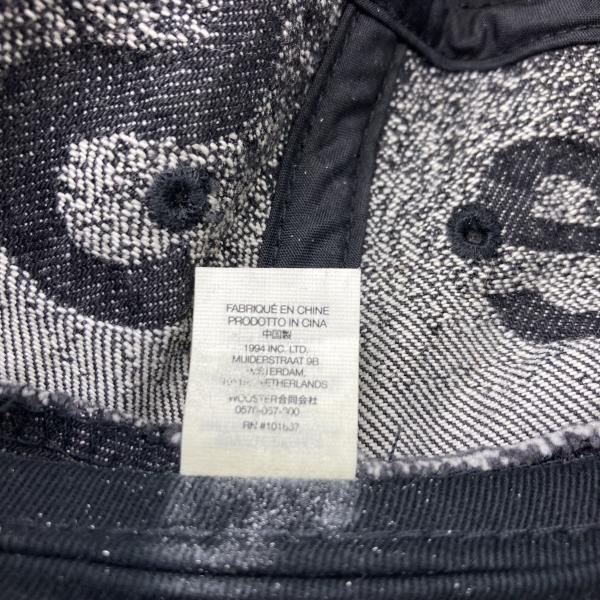 FABRIQUÉ EN CHINE
PRODOTTO IN CINA
中国製
1994 INC. LTD.
MUIDERSTRAAT 9B
NETHERLANDS
WOOSTER合同会社
RN #101837